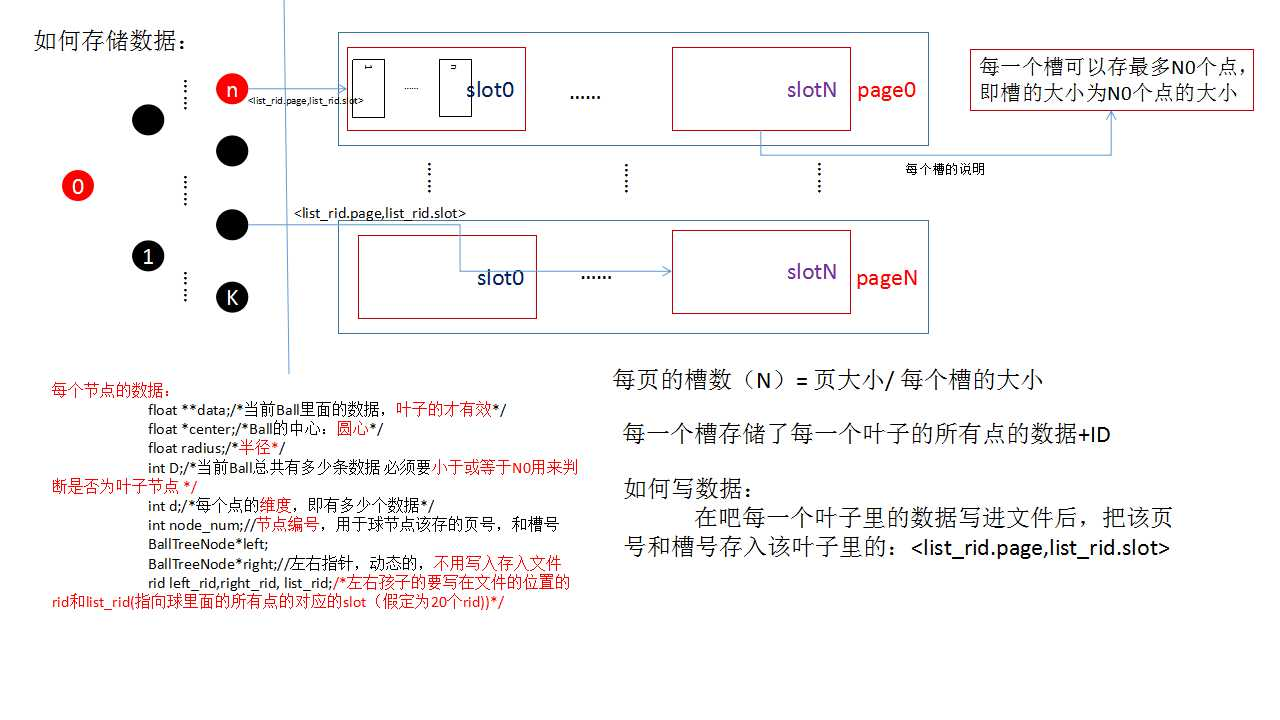 如何存储数据：
0
1
n
K
<list_rid.page,list_rid.slot>
1
……
n
slot0
……
slotN
page0
每一个槽可以存最多N0个点，
即槽的大小为N0个点的大小
每个槽的说明
<list_rid.page,list_rid.slot>
slot0
……
slotN
pageN
每个节点的数据：
float **data;/*当前Ball里面的数据，叶子的才有效*/
float *center;/*Ball的中心：圆心*/
float radius;/*半径*/
int D;/*当前Ball总共有多少条数据 必须要小于或等于N0用来判
断是否为叶子节点 */
int d;/*每个点的维度，即有多少个数据*/
int node_num;//节点编号，用于球节点该存的页号，和槽号
BallTreeNode*left;
BallTreeNode*right;//左右指针，动态的，不用写入存入文件
rid left_rid,right_rid, list_rid;/*左右孩子的要写在文件的位置的
rid和list_rid(指向球里面的所有点的对应的slot（假定为20个rid))*/
每页的槽数（N）= 页大小/ 每个槽的大小
每一个槽存储了每一个叶子的所有点的数据+ID
如何写数据：
在吧每一个叶子里的数据写进文件后，把该页
号和槽号存入该叶子里的：<list_rid.page,list_rid.slot>